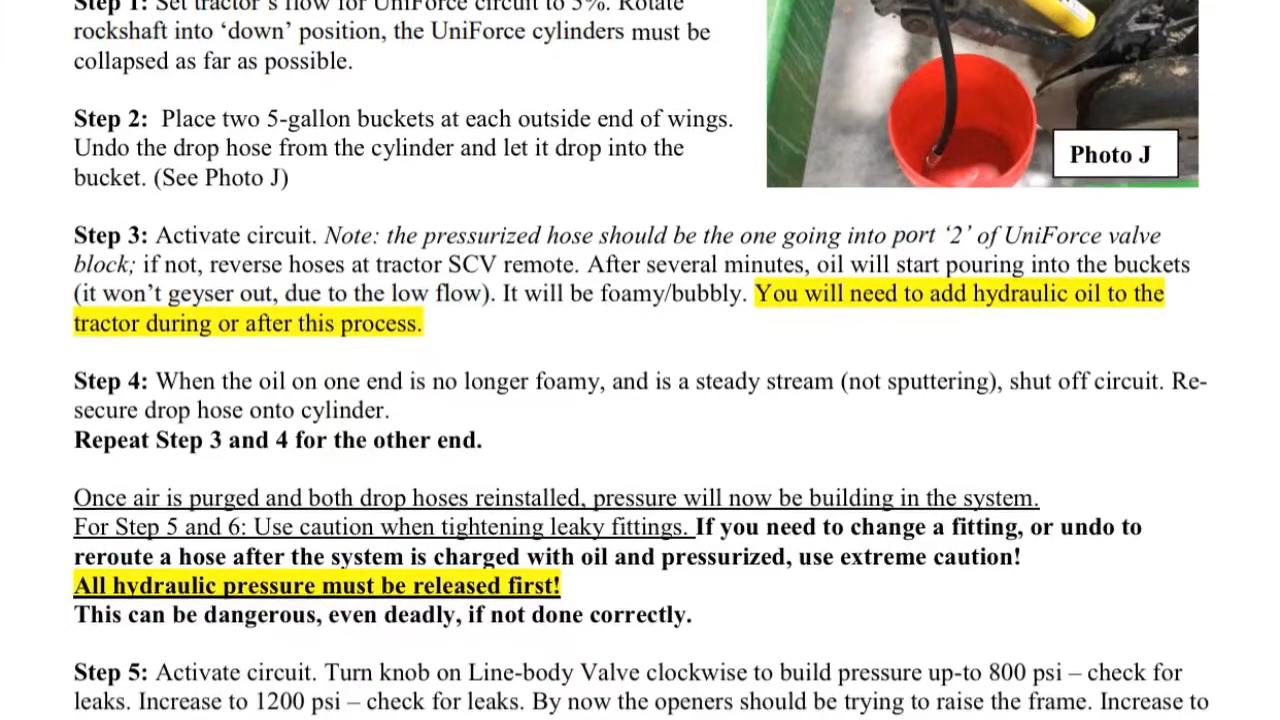 Step 1: Set tractor's flow for UniForce circuit to 5%. Rotate
rockshaft into ‘down’ position, the UniForce cylinders must be
collapsed as far as possible.
Step 2: Place two 5-gallon buckets at each outside end of wings.
Undo the drop hose from the cylinder and let it drop into the
bucket. (See Photo J)
Photo J
Step 3: Activate circuit. Note: the pressurized hose should be the one going into port ‘2’ of UniForce valve
block; if not, reverse hoses at tractor SCV remote. After several minutes, oil will start pouring into the buckets
(it won’t geyser out, due to the low flow). It will be foamy/bubbly. You will need to add hydraulic oil to the
tractor during or after this process.
Step 4: When the oil on one end is no longer foamy, and is a steady stream (not sputtering), shut off circuit. Re-
secure drop hose onto cylinder.
Repeat Step 3 and 4 for the other end.
Once air is purged and both drop hoses reinstalled, pressure will now be building in the system.
For Step 5 and 6: Use caution when tightening leaky fittings. If you need to change a fitting, or undo to
reroute a hose after the system is charged with oil and pressurized, use extreme caution!
All hydraulic pressure must be released first!
This can be dangerous, even deadly, if not done correctly.
Step 5: Activate circuit. Turn knob on Line-body Valve clockwise to build pressure up-to 800 psi – check for
leaks. Increase to 1200 psi – check for leaks. By now the openers should be trying to raise the frame. Increase to